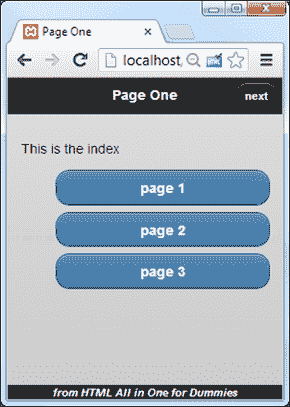 Page One
localhost,
Page One
next
This is the index
page 1
page 2
page 3
from HTML All in One for Dummies